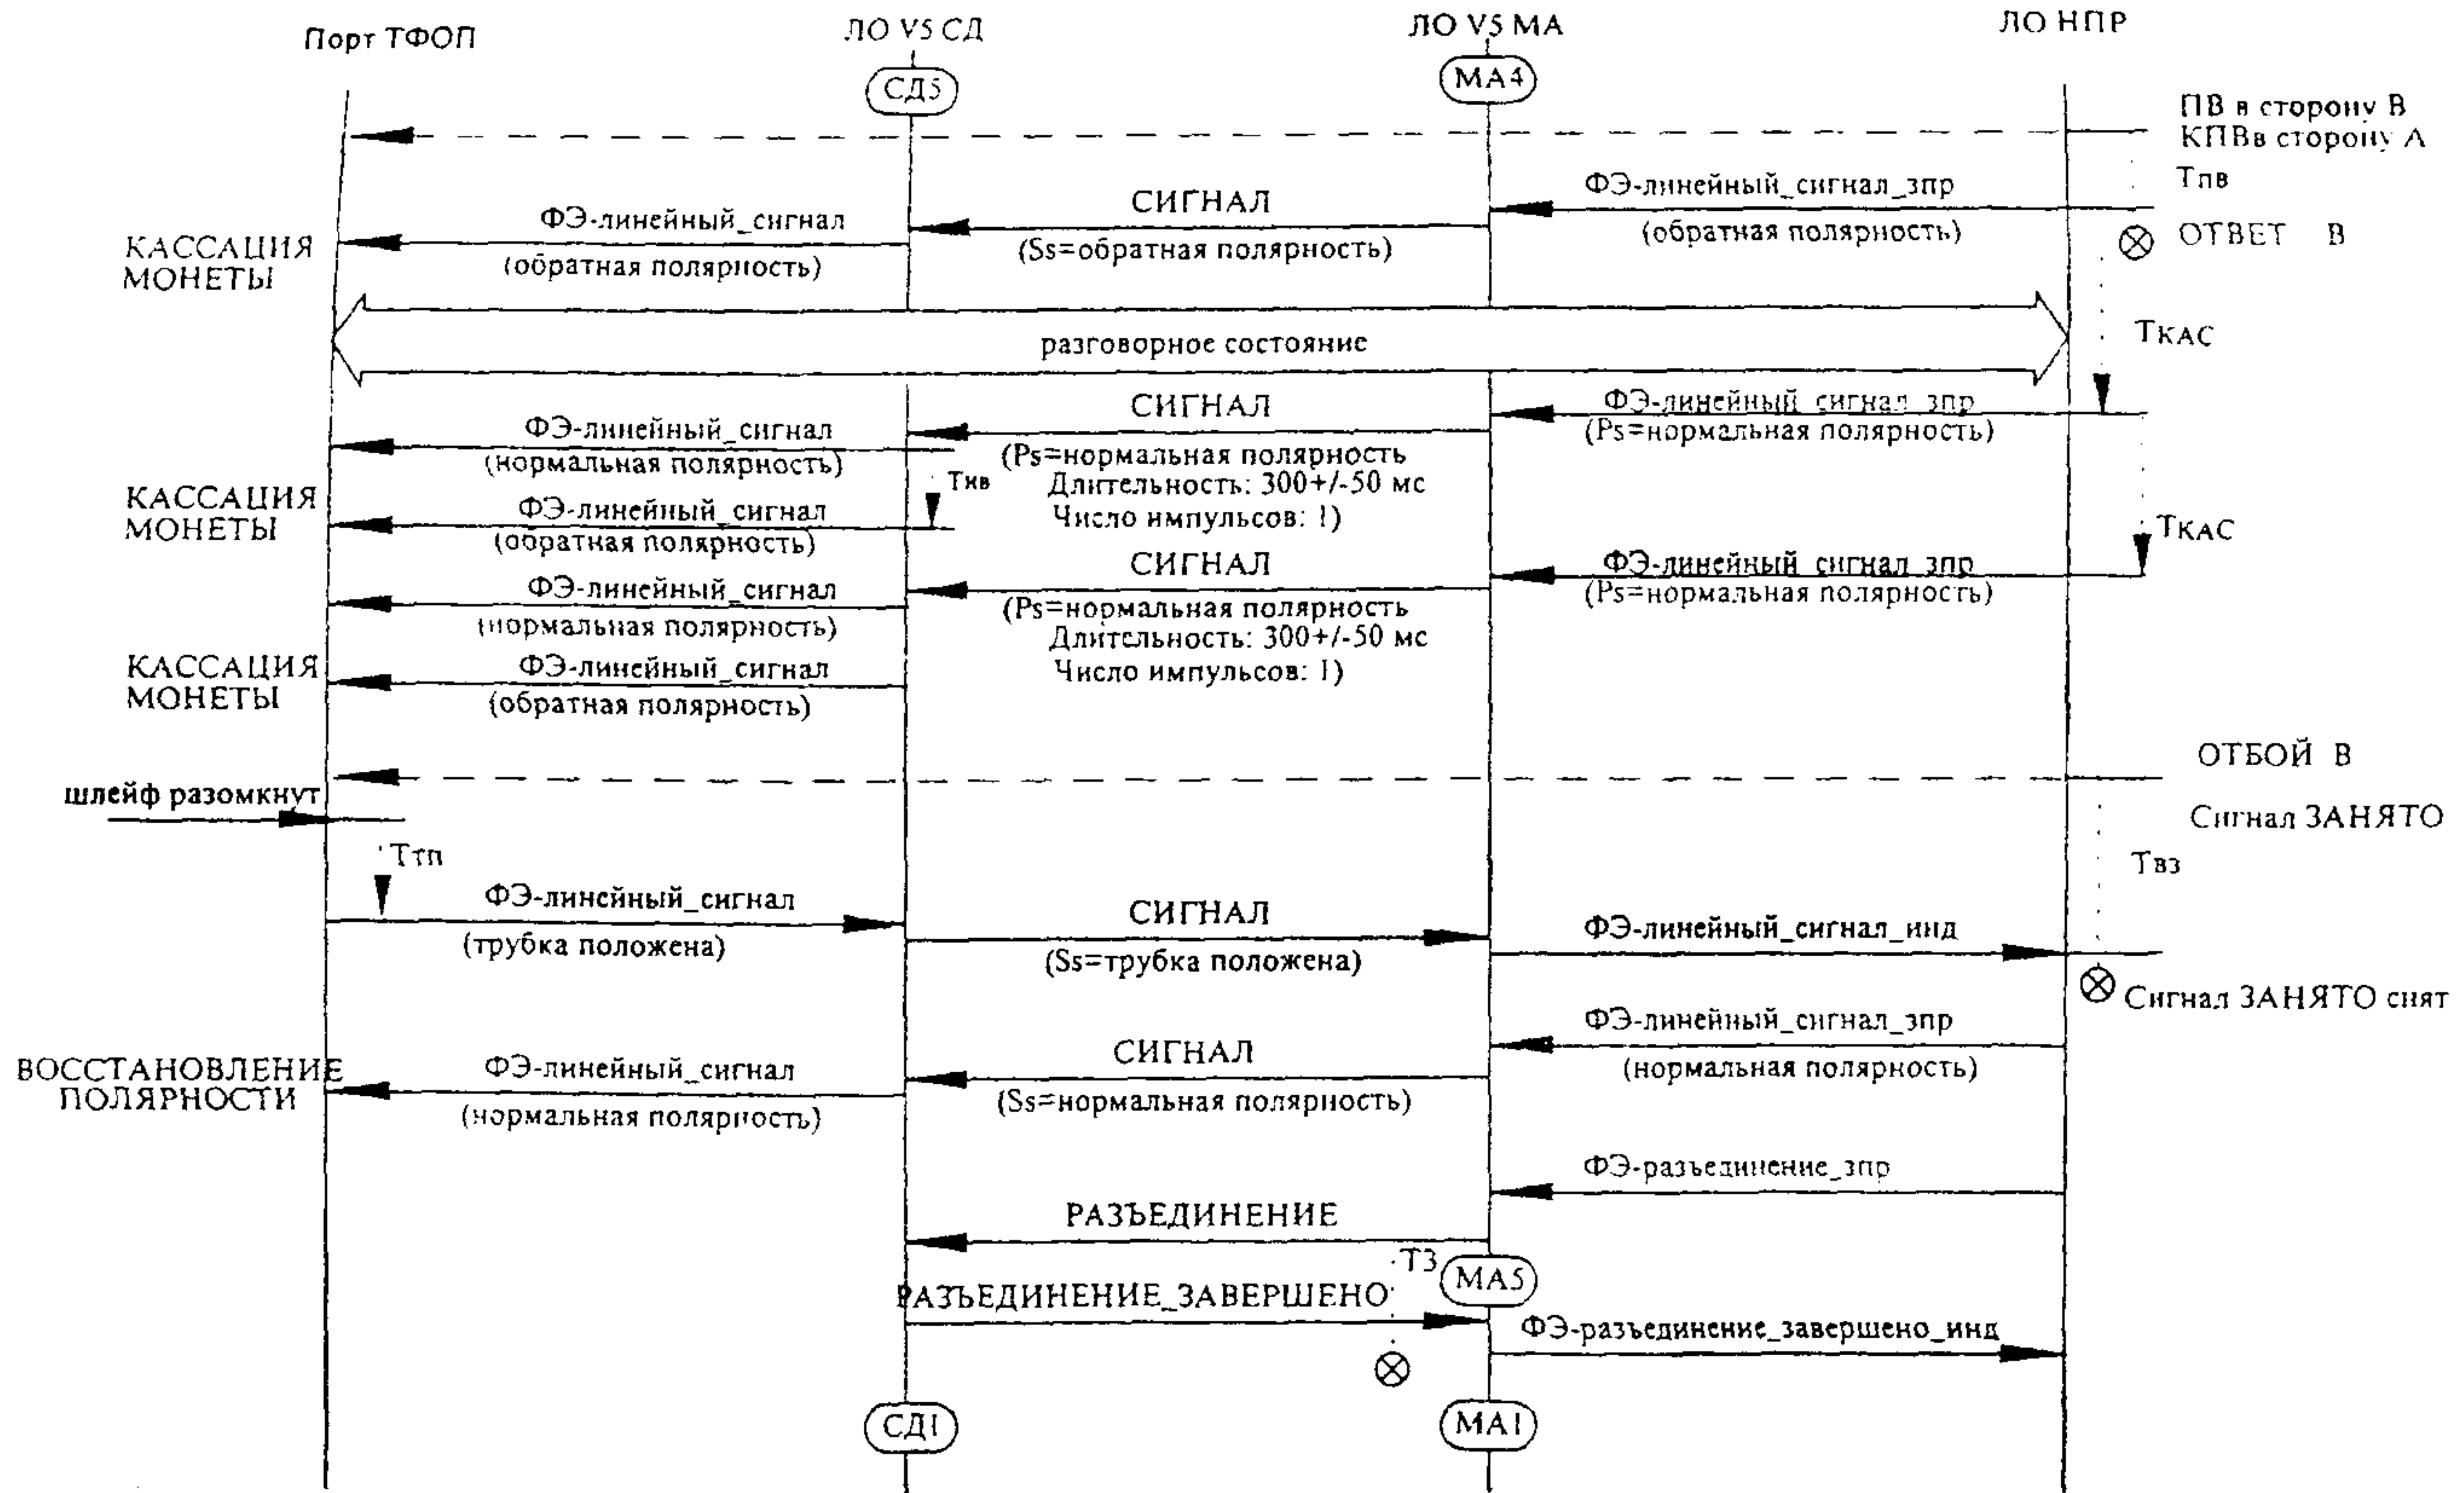 Порт ТФОП
ЛО V5 СД
ЛО V5 МА
ЛО НПР
СД5
МА4
ПВ в сторону В
КПВв сторону А
Тпв
ФЭ-линейный_сигнал_зпр
СИГНАЛ
ФЭ-линейный_сигнал
(обратная полярность)
(Ss=обратная полярность)
(обратная полярность)
ОТВЕТ В
КАССАЦИЯ
МОНЕТЫ
разговорное состояние
ТКАС
ФЭ-линейный_сигнал_зпр
СИГНАЛ
ФЭ-линейный_сигнал
(Ps=нормальная полярность)
(Ps=нормальная полярность
(нормальная полярность)
Длительность: 300+/-50 мс
Тнв
Число импульсов: 1)
КАССАЦИЯ
МОНЕТЫ
ФЭ-линейный_сигнал
(обратная полярность)
ТКАС
ФЭ-линейный_сигнал_зпр
СИГНАЛ
ФЭ-линейный_сигнал
(Ps=нормальная полярность)
(Ps=нормальная полярность
(нормальная полярность)
Длительность: 300+/-50 мс
Число импульсов: 1)
КАССАЦИЯ
МОНЕТЫ
ФЭ-линейный_сигнал
(обратная полярность)
ОТБОЙ В
шлейф разомкнут
Сигнал ЗАНЯТО
Ттп
Твз
ФЭ-линейный_сигнал
СИГНАЛ
ФЭ-линейный_сигнал_инд
(трубка положена)
(Ss=трубка положена)
Сигнал ЗАНЯТО снят
ФЭ-линейный_сигнал_зпр
СИГНАЛ
ФЭ-линейный_сигнал
(нормальная полярность)
(Ss=нормальная полярность)
(нормальная полярность)
ВОССТАНОВЛЕНИЕ
ПОЛЯРНОСТИ
ФЭ-разъединение_зпр
РАЗЪЕДИНЕНИЕ
Т3
МА5
РАЗЪЕДИНЕНИЕ_ЗАВЕРШЕНО
ФЭ-разъединение_завершено_инд
СД1
МА1